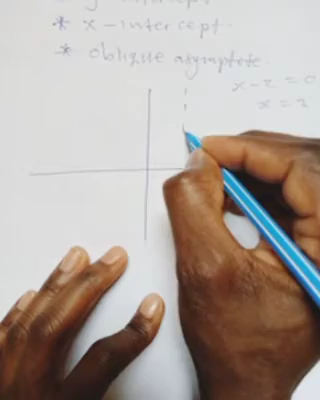 * x-intercept.
* oblique asymptote.
x-2 = 0
x = 2